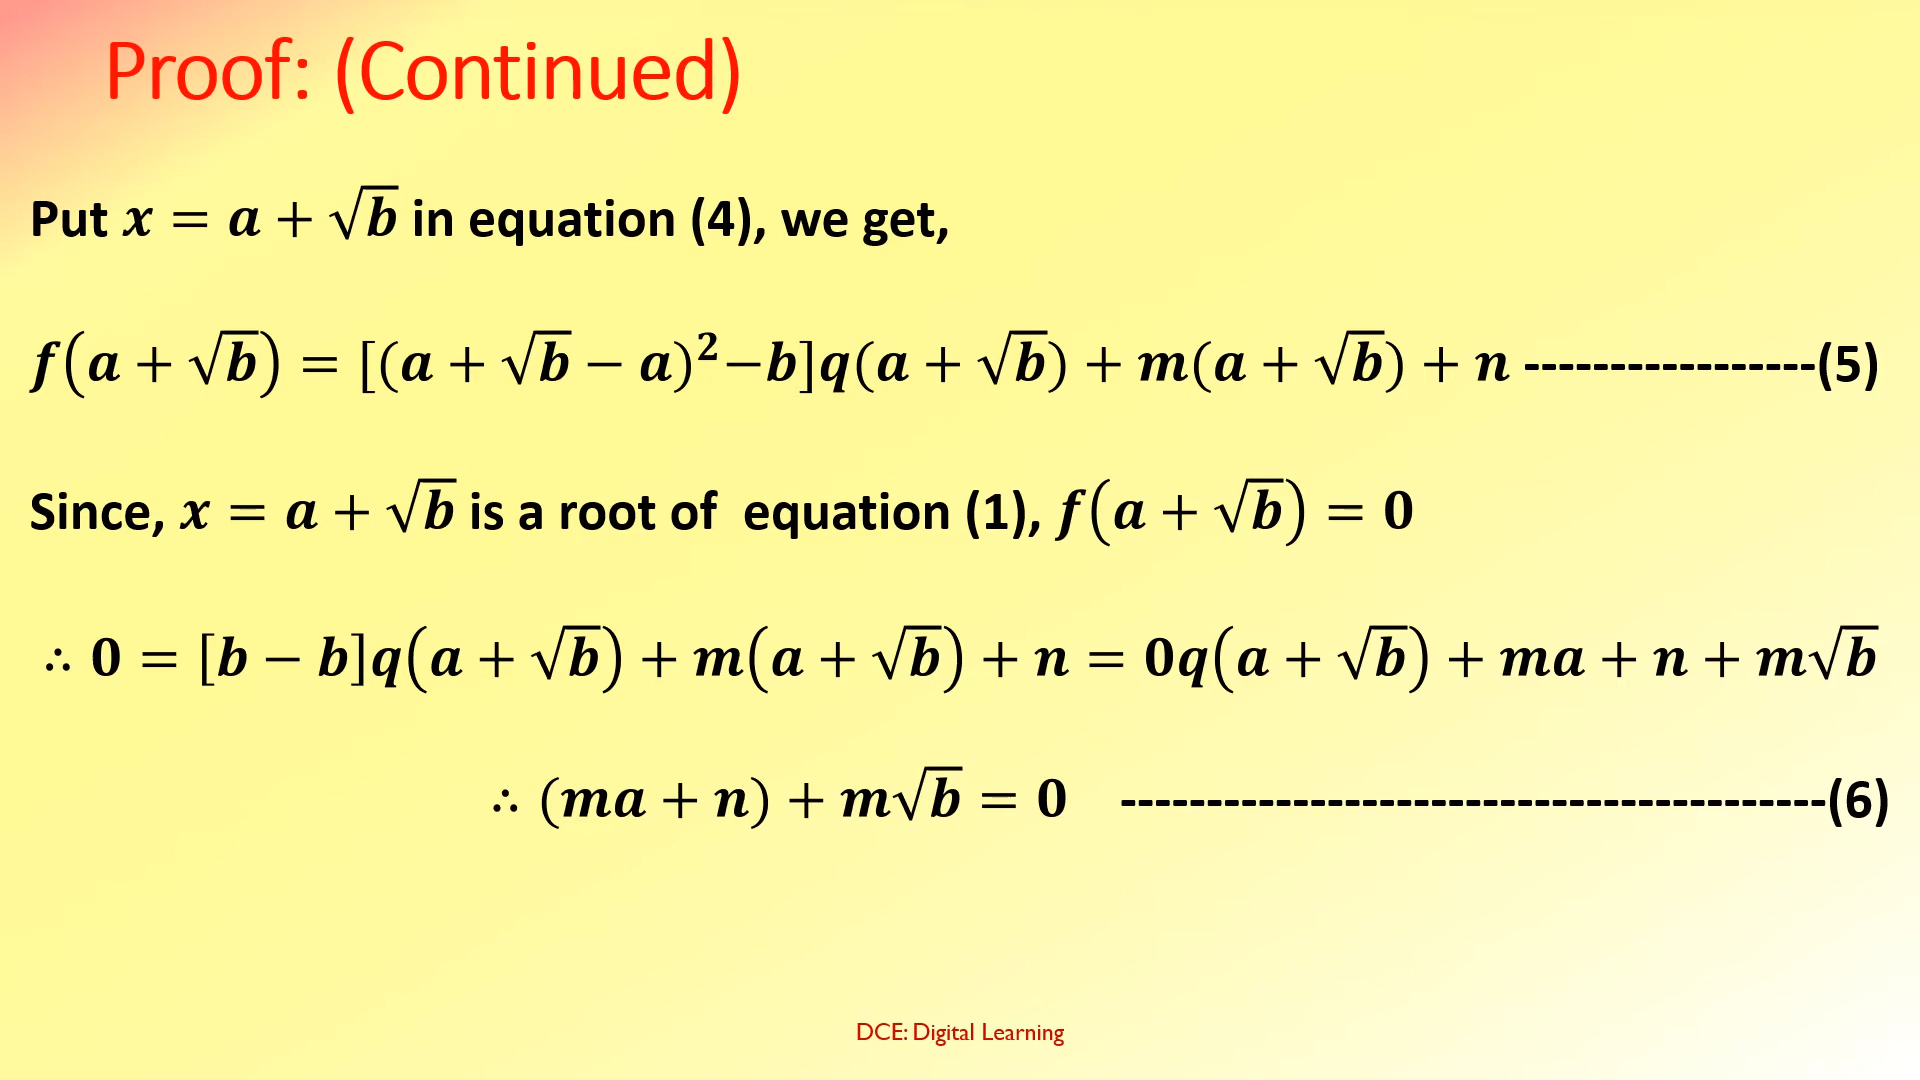 Proof: (Continued)
Put 𝒙 = 𝒂 + √𝒃 in equation (4), we get,
𝒇(𝒂 + √𝒃) = [(𝒂 + √𝒃 − 𝒂)²−𝒃]𝒒(𝒂 + √𝒃) + 𝒎(𝒂 + √𝒃) + 𝒏 -----------------(5)
Since, 𝒙 = 𝒂 + √𝒃 is a root of equation (1), 𝒇(𝒂 + √𝒃) = 𝟎
∴ 𝟎 = [𝒃 − 𝒃]𝒒(𝒂 + √𝒃) + 𝒎(𝒂 + √𝒃) + 𝒏 = 𝟎𝒒(𝒂 + √𝒃) + 𝒎𝒂 + 𝒏 + 𝒎√𝒃
∴ (𝒎𝒂 + 𝒏) + 𝒎√𝒃 = 𝟎 -----------------------------------------(6)
DCE: Digital Learning